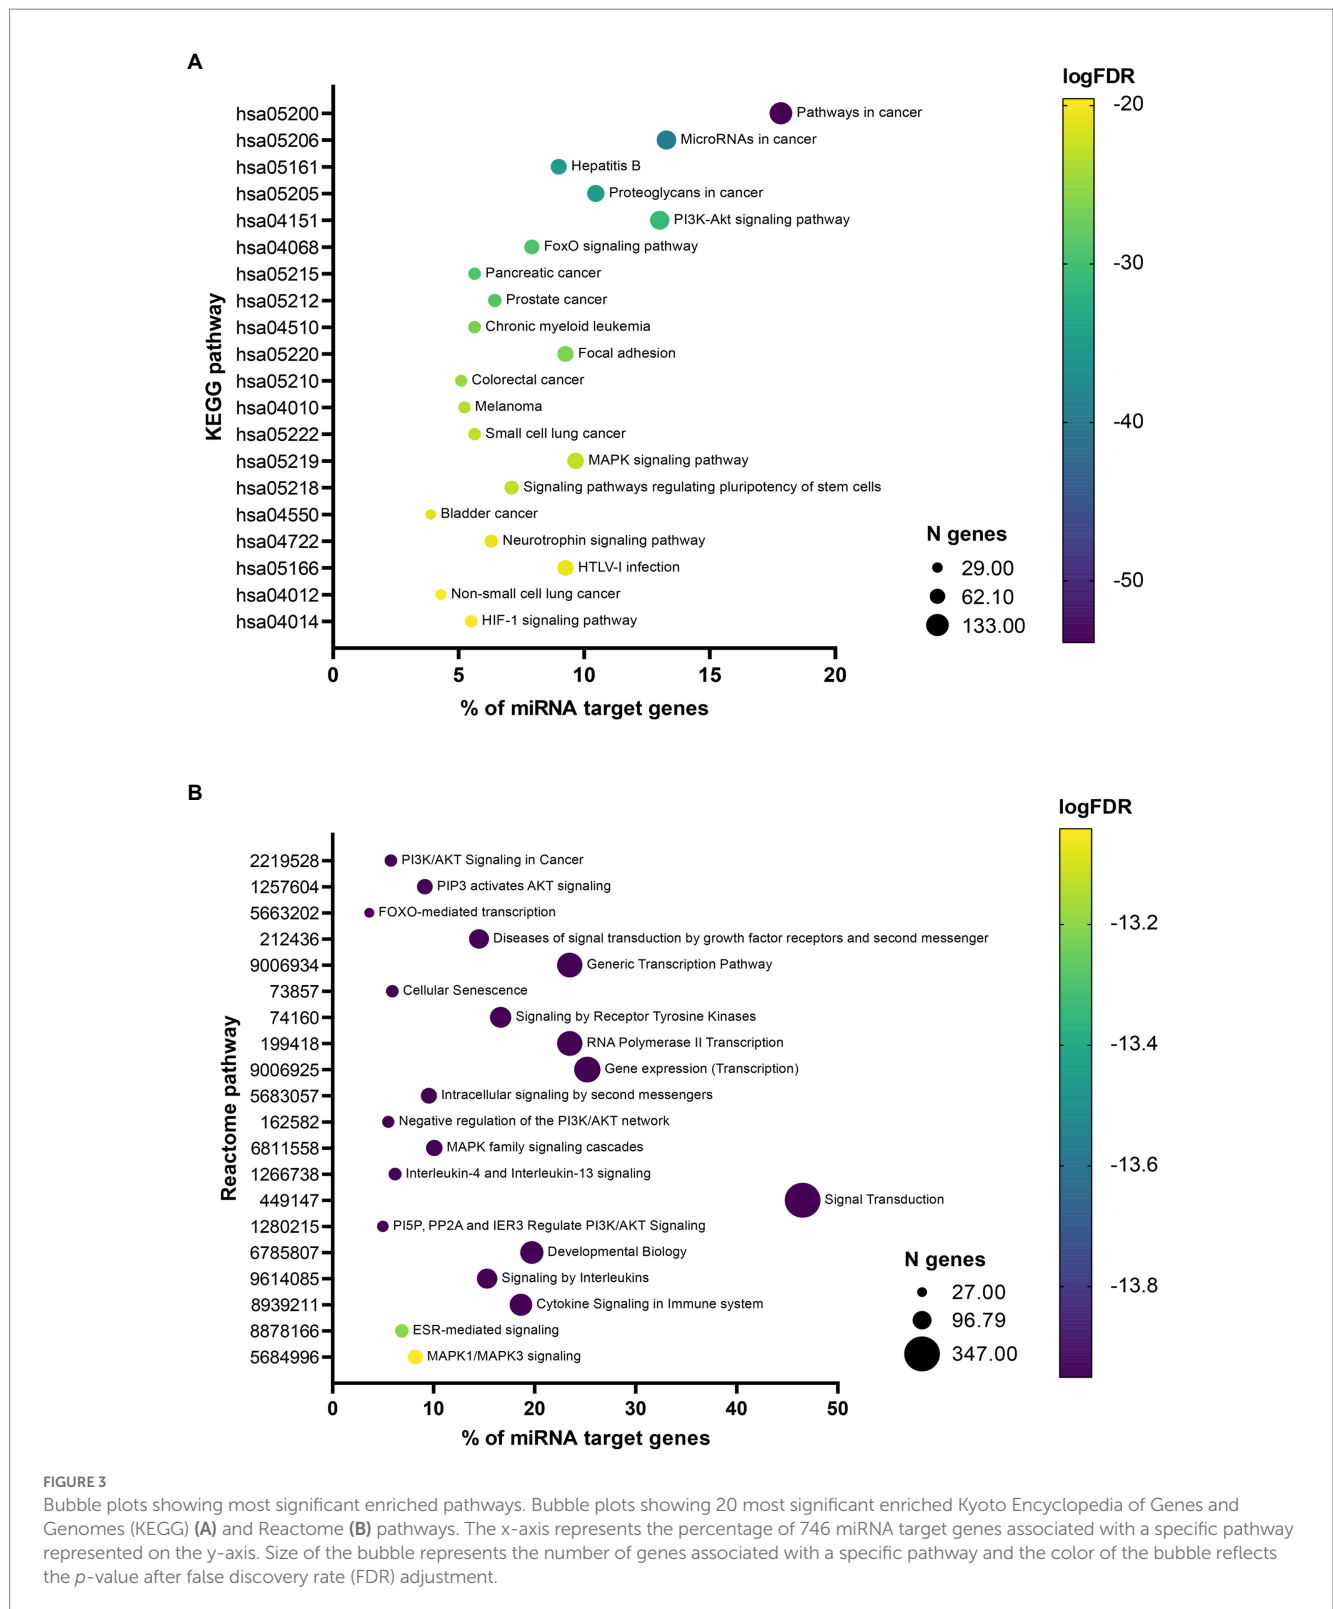 A
logFDR
hsa05200 Pathways in cancer
hsa05206 MicroRNAs in cancer
hsa05161 Hepatitis B
hsa05205 Proteoglycans in cancer
hsa04151 PI3K-Akt signaling pathway
hsa04068 FoxO signaling pathway
hsa05215 Pancreatic cancer
hsa05212 Prostate cancer
hsa04510 Chronic myeloid leukemia
hsa05220 Focal adhesion
hsa05210 Colorectal cancer
hsa04010 Melanoma
hsa05222 Small cell lung cancer
hsa05219 MAPK signaling pathway
hsa05218 Signaling pathways regulating pluripotency of stem cells
hsa04550 Bladder cancer
hsa04722 Neurotrophin signaling pathway
hsa05166 HTLV-I infection
hsa04012 Non-small cell lung cancer
hsa04014 HIF-1 signaling pathway
KEGG pathway
0 5 10 15 20
% of miRNA target genes
N genes
29.00
62.10
133.00
-20
-30
-40
-50
B
logFDR
2219528 PI3K/AKT Signaling in Cancer
1257604 PIP3 activates AKT signaling
5663202 FOXO-mediated transcription
212436 Diseases of signal transduction by growth factor receptors and second messenger
9006934 Generic Transcription Pathway
73857 Cellular Senescence
74160 Signaling by Receptor Tyrosine Kinases
199418 RNA Polymerase II Transcription
9006925 Gene expression (Transcription)
5683057 Intracellular signaling by second messengers
162582 Negative regulation of the PI3K/AKT network
6811558 MAPK family signaling cascades
1266738 Interleukin-4 and Interleukin-13 signaling
449147 Signal Transduction
1280215 PI5P, PP2A and IER3 Regulate PI3K/AKT Signaling
6785807 Developmental Biology
9614085 Signaling by Interleukins
8939211 Cytokine Signaling in Immune system
8878166 ESR-mediated signaling
5684996 MAPK1/MAPK3 signaling
Reactome pathway
0 10 20 30 40 50
% of miRNA target genes
N genes
27.00
96.79
347.00
-13.2
-13.4
-13.6
-13.8
FIGURE 3
Bubble plots showing most significant enriched pathways. Bubble plots showing 20 most significant enriched Kyoto Encyclopedia of Genes and
Genomes (KEGG) (A) and Reactome (B) pathways. The x-axis represents the percentage of 746 miRNA target genes associated with a specific pathway
represented on the y-axis. Size of the bubble represents the number of genes associated with a specific pathway and the color of the bubble reflects
the p-value after false discovery rate (FDR) adjustment.